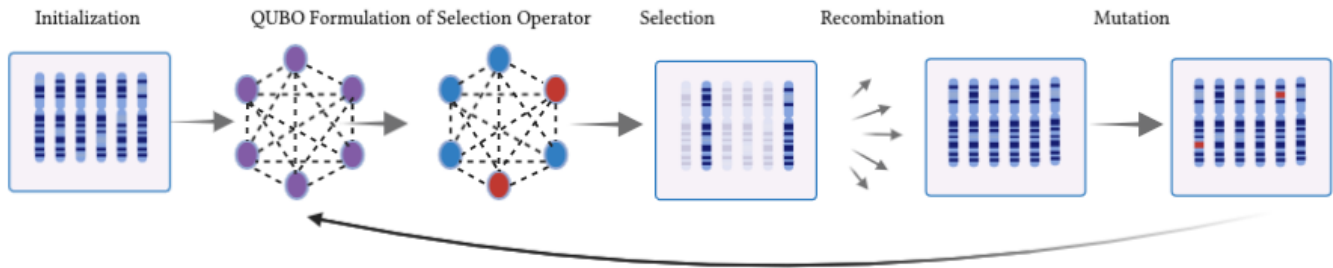 Initialization
QUBO Formulation of Selection Operator
Selection
Recombination
Mutation